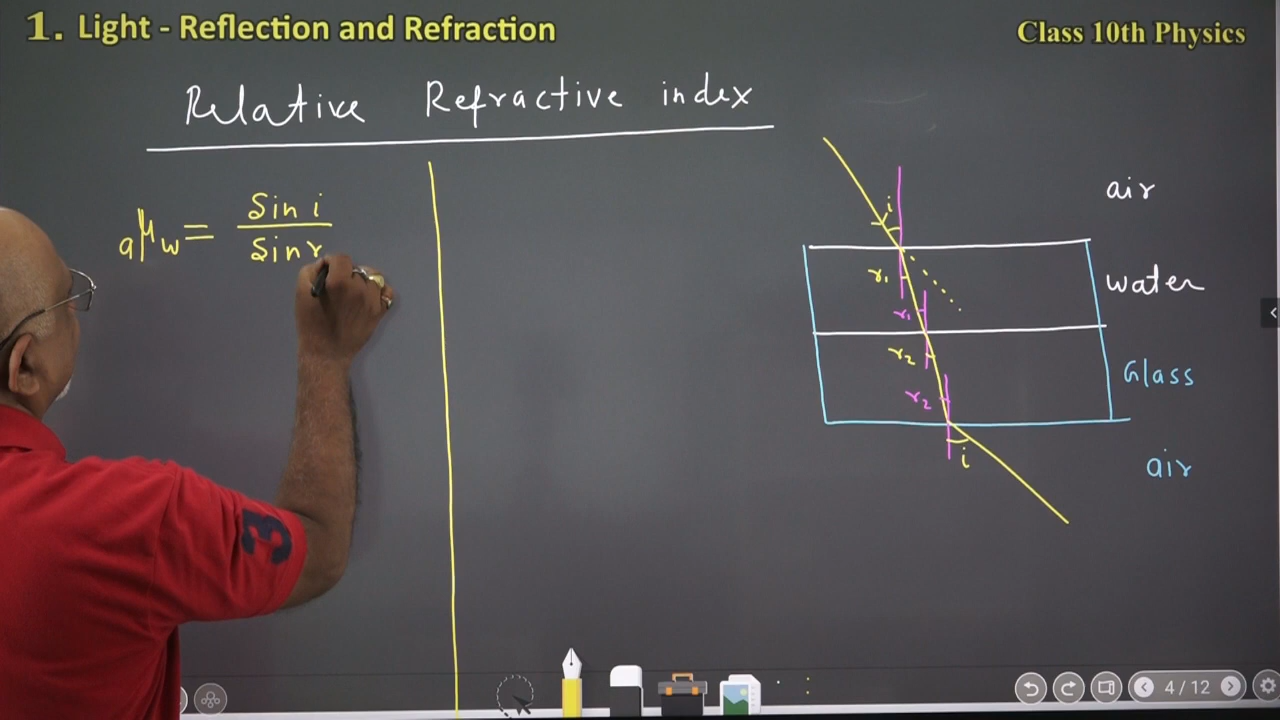 1. Light - Reflection and Refraction
Class 10th Physics
Relative Refractive index
aμw = Sin i / Sin r
i
air
r1
water
r1
r2
Glass
r2
i
air
3
4 / 12